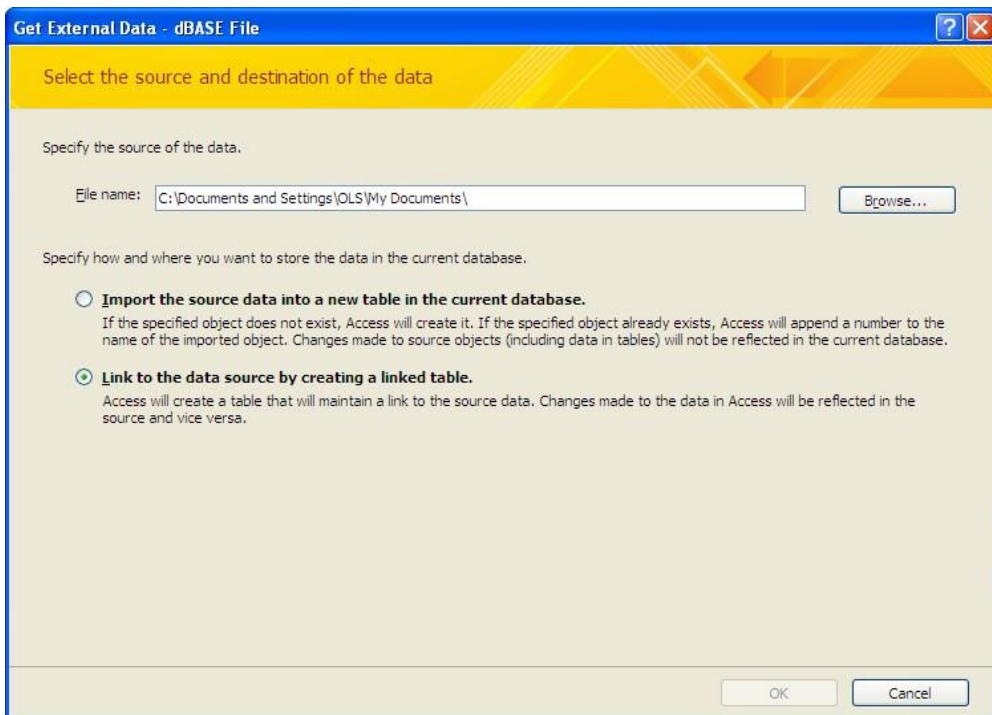 Get External Data - dBASE File
Select the source and destination of the data
Specify the source of the data.
File name: C:\Documents and Settings\OLS\My Documents\ Browse...
Specify how and where you want to store the data in the current database.
Import the source data into a new table in the current database.
If the specified object does not exist, Access will create it. If the specified object already exists, Access will append a number to the
name of the imported object. Changes made to source objects (including data in tables) will not be reflected in the current database.
Link to the data source by creating a linked table.
Access will create a table that will maintain a link to the source data. Changes made to the data in Access will be reflected in the
source and vice versa.
OK Cancel